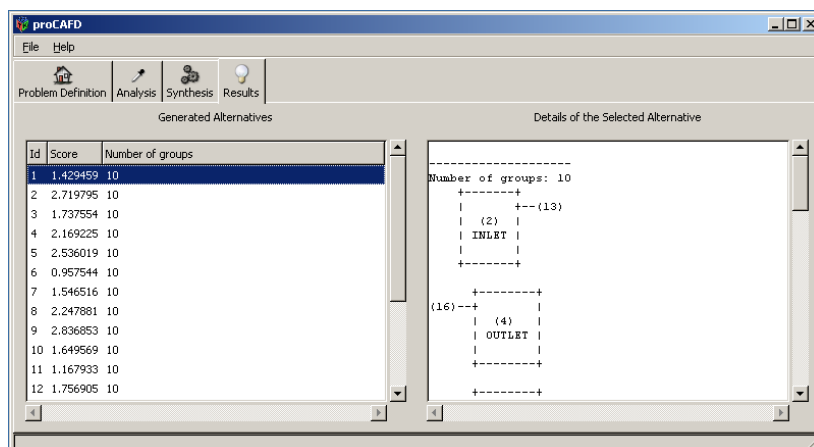 proCAFD
File Help
Problem Definition Analysis Synthesis Results
Generated Alternatives
Id Score Number of groups
1 1.429459 10
2 2.719795 10
3 1.737554 10
4 2.169225 10
5 2.536019 10
6 0.957544 10
7 1.546516 10
8 2.247881 10
9 2.836853 10
10 1.649569 10
11 1.167933 10
12 1.756905 10
Details of the Selected Alternative
--------------------
Number of groups: 10
+-------+
| +--(13)
| (2) |
| INLET |
| |
+-------+
+--------+
(16)--+ |
| (4) |
| OUTLET |
| |
+--------+
+--------+